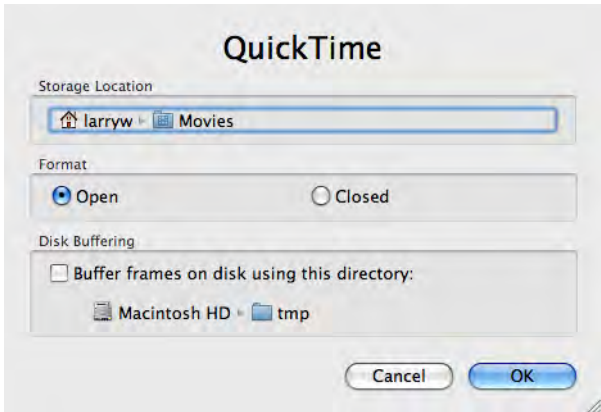 QuickTime
Storage Location
larryw Movies
Format
Open Closed
Disk Buffering
Buffer frames on disk using this directory:
Macintosh HD tmp
Cancel OK